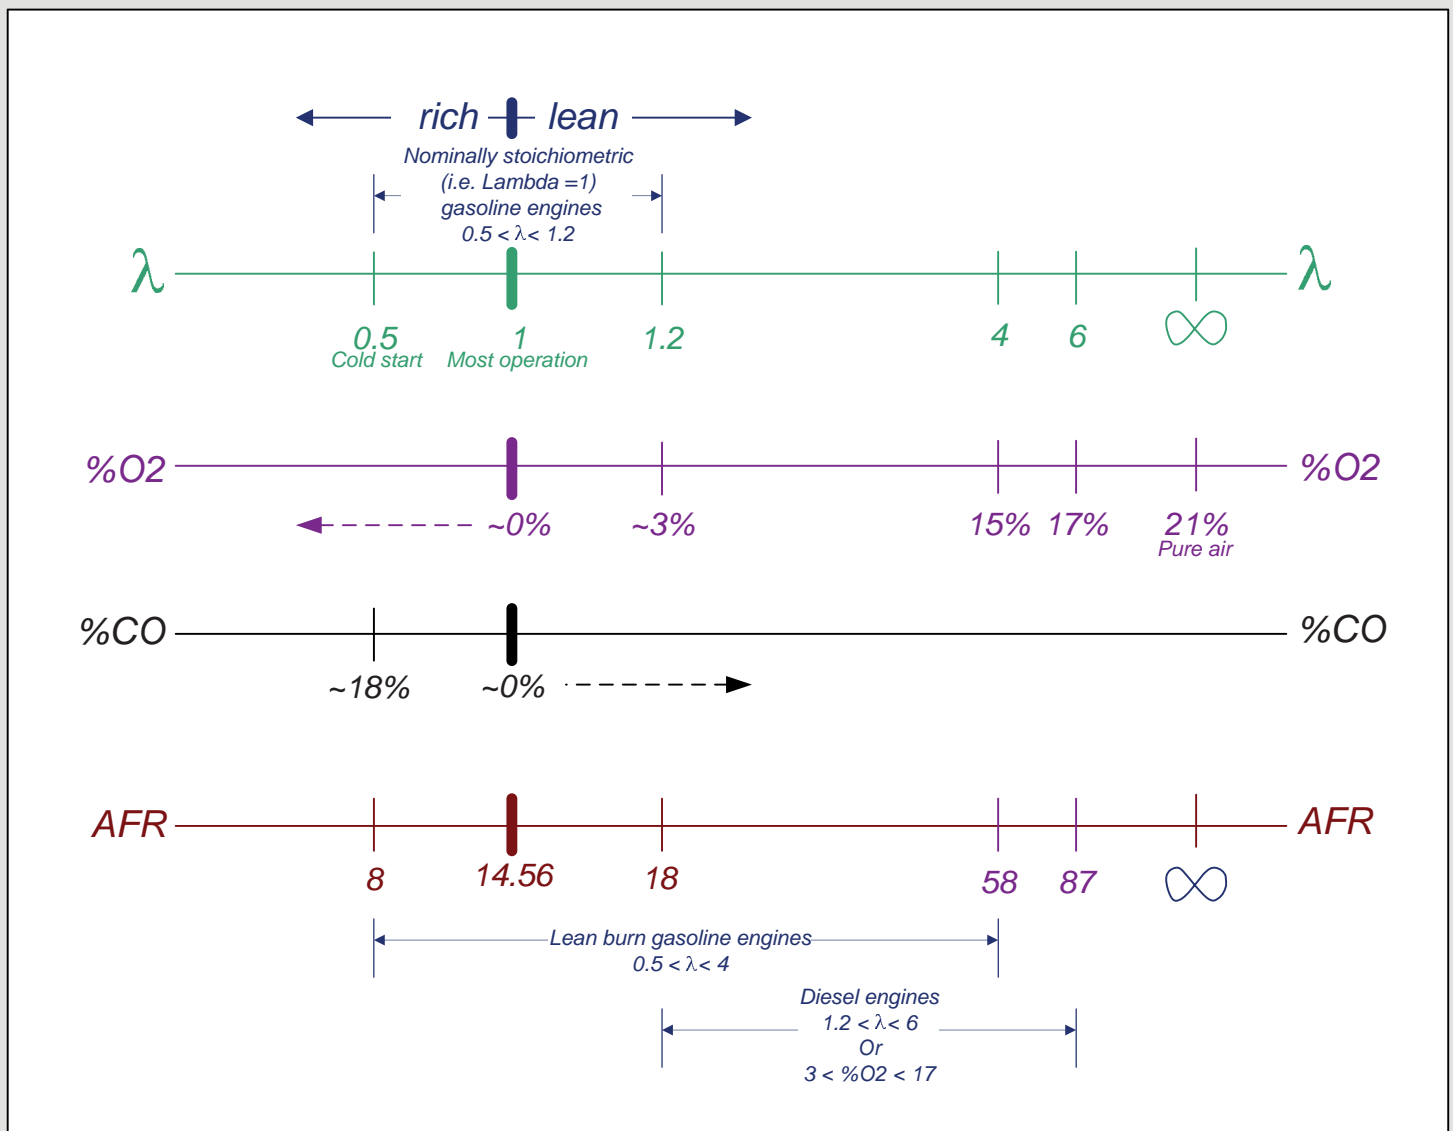 rich lean
Nominally stoichiometric
(i.e. Lambda =1)
gasoline engines
0.5 < λ< 1.2
λ λ
0.5 1 1.2 4 6 ∞
Cold start Most operation
%O2 %O2
~0% ~3% 15% 17% 21%
Pure air
%CO %CO
~18% ~0%
AFR AFR
8 14.56 18 58 87 ∞
Lean burn gasoline engines
0.5 < λ< 4
Diesel engines
1.2 < λ< 6
Or
3 < %O2 < 17